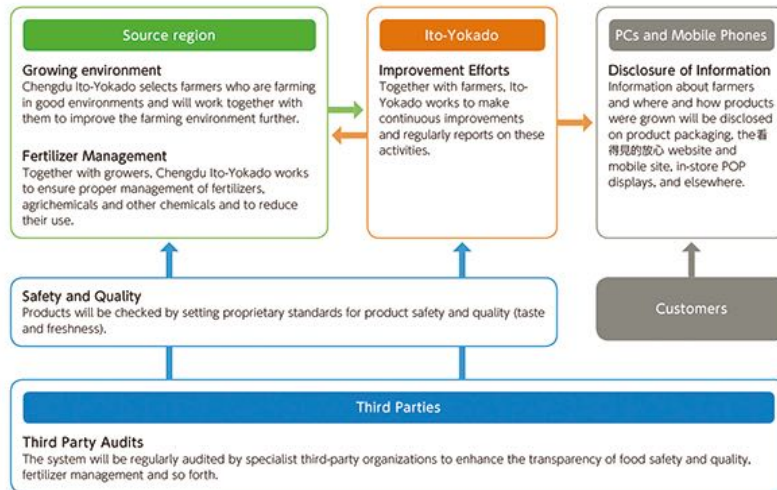 Source region
Growing environment
Chengdu Ito-Yokado selects farmers who are farming
in good environments and will work together with
them to improve the farming environment further.
Fertilizer Management
Together with growers, Chengdu Ito-Yokado works
to ensure proper management of fertilizers,
agrichemicals and other chemicals and to reduce
their use.
Ito-Yokado
Improvement Efforts
Together with farmers, Ito-
Yokado works to make
continuous improvements
and regularly reports on these
activities.
PCs and Mobile Phones
Disclosure of Information
Information about farmers
and where and how products
were grown will be disclosed
on product packaging, the看
得見的放心 website and
mobile site, in-store POP
displays, and elsewhere.
Safety and Quality
Products will be checked by setting proprietary standards for product safety and quality (taste
and freshness).
Customers
Third Parties
Third Party Audits
The system will be regularly audited by specialist third-party organizations to enhance the transparency of food safety and quality,
fertilizer management and so forth.